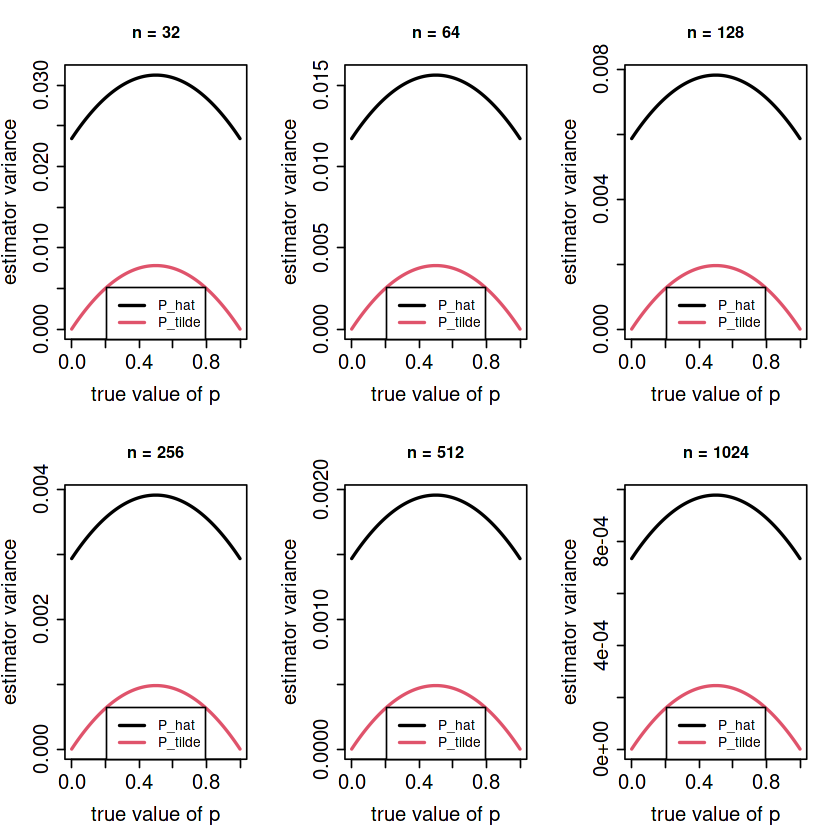 n = 32
estimator variance
0.030
0.020
0.010
0.000
P_hat
P_tilde
0.0 0.4 0.8
true value of p
n = 64
estimator variance
0.015
0.010
0.005
0.000
P_hat
P_tilde
0.0 0.4 0.8
true value of p
n = 128
estimator variance
0.008
0.004
0.000
P_hat
P_tilde
0.0 0.4 0.8
true value of p
n = 256
estimator variance
0.004
0.002
0.000
P_hat
P_tilde
0.0 0.4 0.8
true value of p
n = 512
estimator variance
0.0020
0.0010
0.0000
P_hat
P_tilde
0.0 0.4 0.8
true value of p
n = 1024
estimator variance
8e-04
4e-04
0e+00
P_hat
P_tilde
0.0 0.4 0.8
true value of p